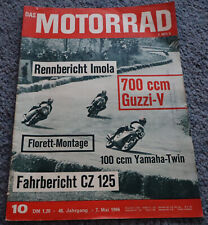 DAS MOTORRAD
Rennbericht Imola
700 ccm
Guzzi-V
Florett-Montage
100 ccm Yamaha-Twin
Fahrbericht CZ 125
10 DM 1,20 - 46. Jahrgang - 7. Mai 1966